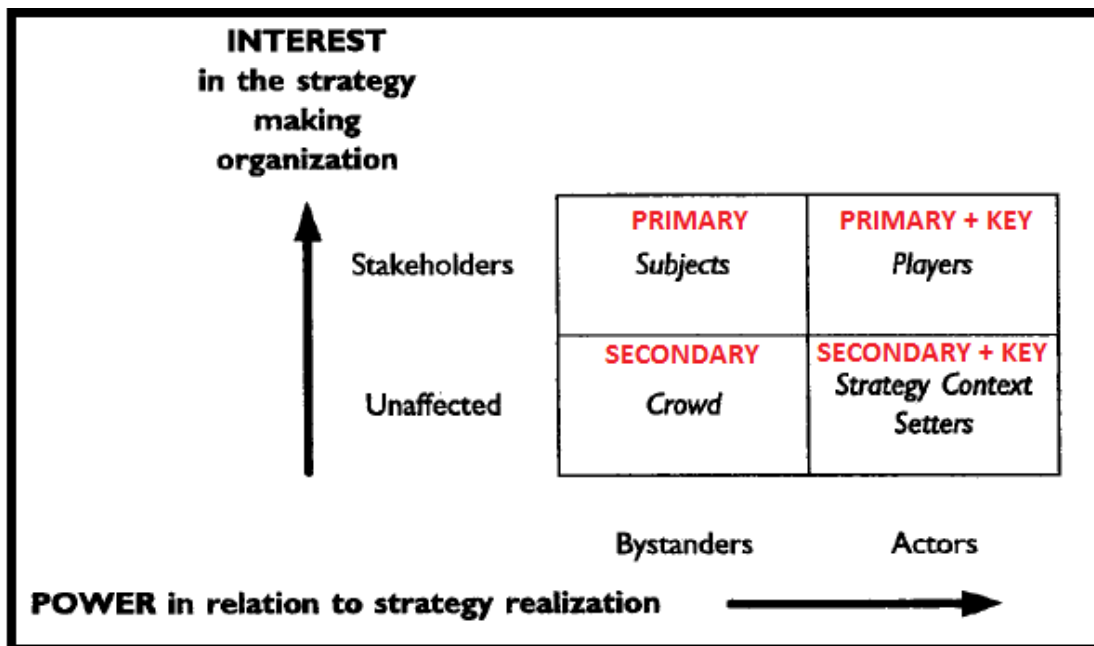 INTEREST
in the strategy
making
organization
PRIMARY
PRIMARY + KEY
Stakeholders
Subjects
Players
SECONDARY
SECONDARY + KEY
Unaffected
Crowd
Strategy Context
Setters
Bystanders
Actors
POWER in relation to strategy realization